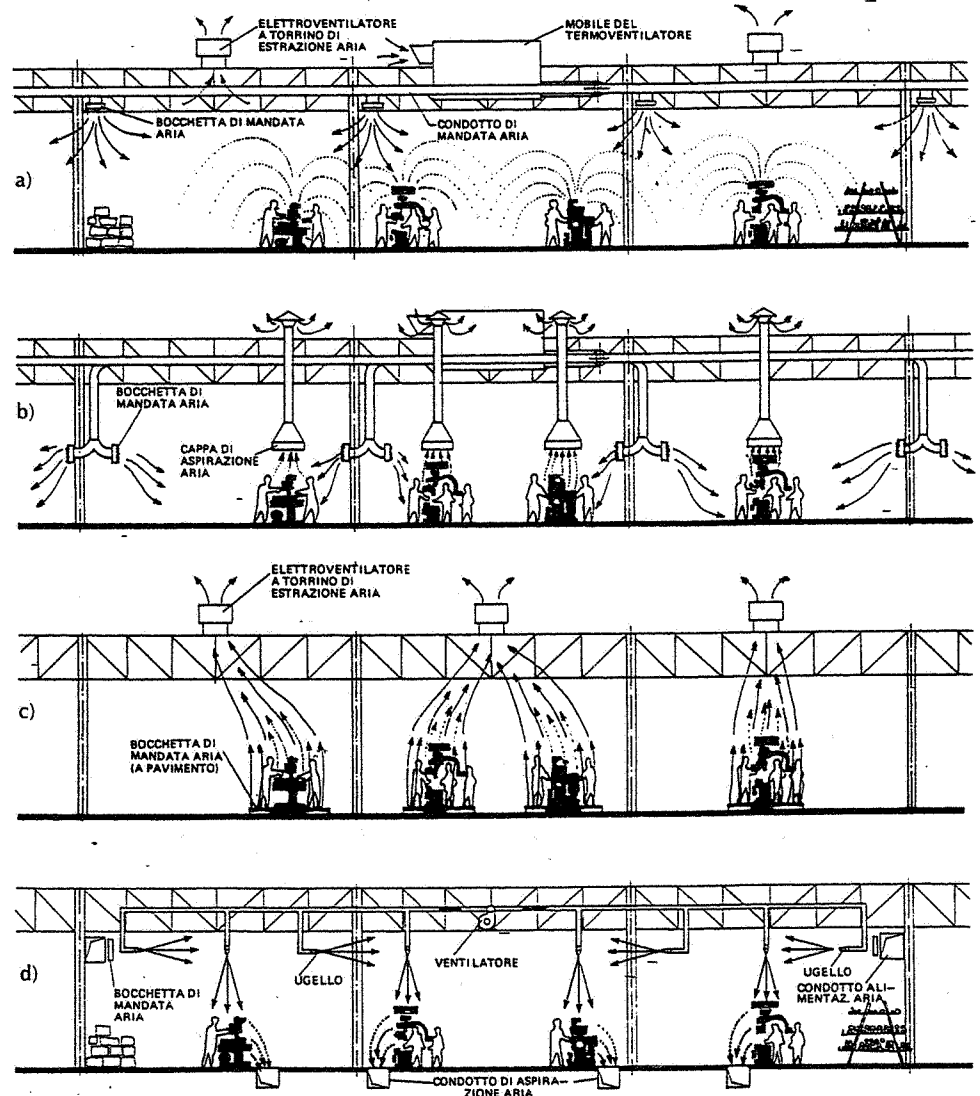 ELETTROVENTILATORE
A TORRINO DI
ESTRAZIONE ARIA
MOBILE DEL
TERMOVENTILATORE
BOCCHETTA DI MANDATA
ARIA
CONDOTTO DI
MANDATA ARIA
a)
BOCCHETTA DI
MANDATA ARIA
b)
CAPPA DI
ASPIRAZIONE
ARIA
ELETTROVENTILATORE
A TORRINO DI
ESTRAZIONE ARIA
c)
BOCCHETTA DI
MANDATA ARIA
(A PAVIMENTO)
d)
BOCCHETTA DI
MANDATA
ARIA
UGELLO
VENTILATORE
UGELLO
CONDOTTO ALI-
MENTAZ. ARIA
CONDOTTO DI ASPIRA-
ZIONE ARIA